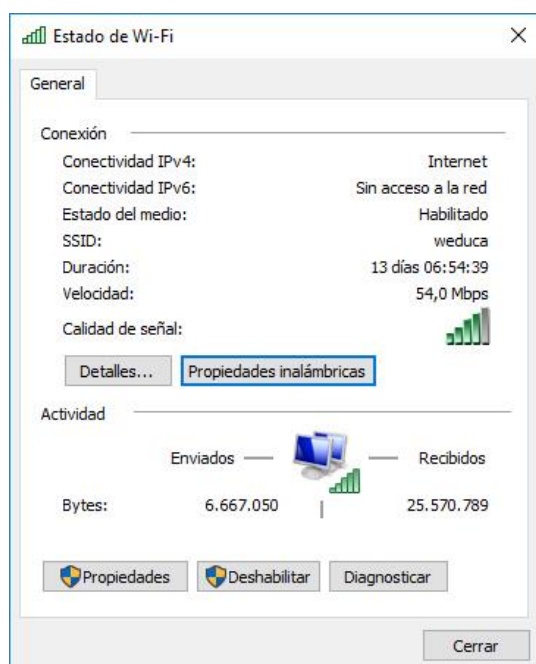 Estado de Wi-Fi
General
Conexión
Conectividad IPv4: Internet
Conectividad IPv6: Sin acceso a la red
Estado del medio: Habilitado
SSID: weduca
Duración: 13 días 06:54:39
Velocidad: 54,0 Mbps
Calidad de señal:
Detalles... Propiedades inalámbricas
Actividad
Enviados Recibidos
Bytes: 6.667.050 25.570.789
Propiedades Deshabilitar Diagnosticar
Cerrar